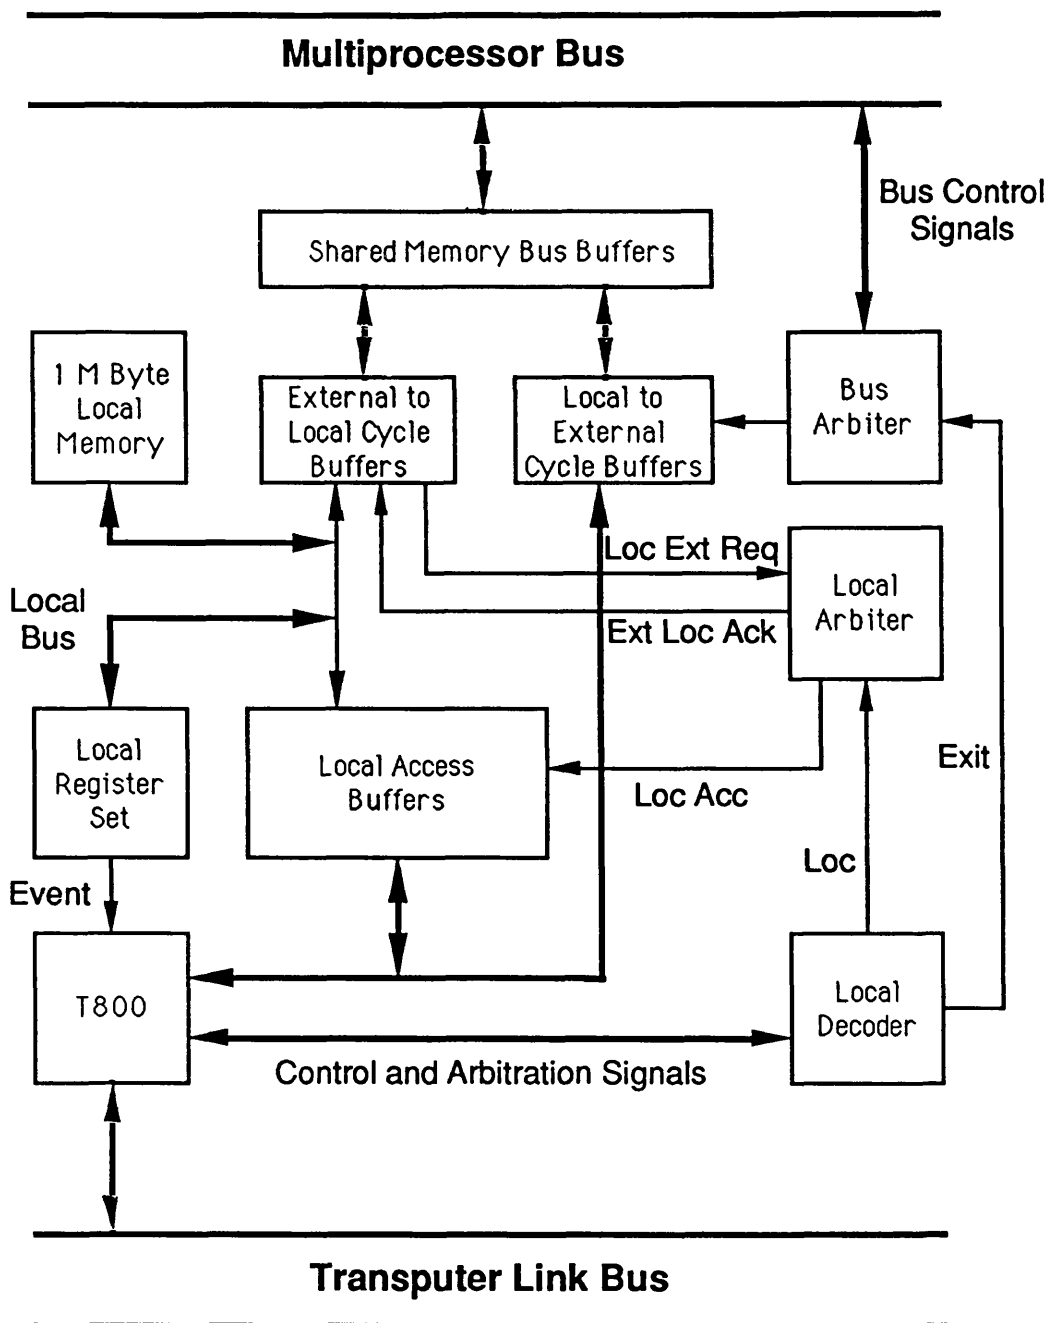 Multiprocessor Bus
Bus Control
Signals
Shared Memory Bus Buffers
1 M Byte
Local
Memory
External to
Local Cycle
Buffers
Local to
External
Cycle Buffers
Bus
Arbiter
Loc Ext Req
Local
Arbiter
Ext Loc Ack
Local
Bus
Local
Register
Set
Local Access
Buffers
Loc Acc
Exit
Loc
Event
T800
Local
Decoder
Control and Arbitration Signals
Transputer Link Bus